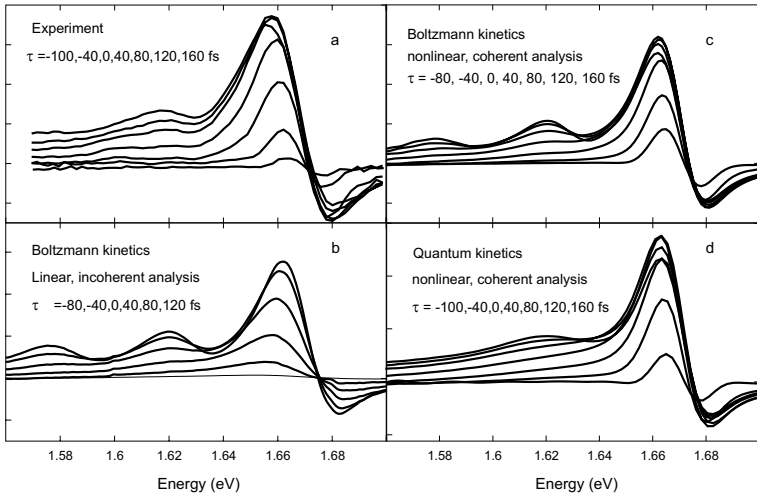 Experiment
a
τ =-100,-40,0,40,80,120,160 fs
Boltzmann kinetics
c
nonlinear, coherent analysis
τ = -80, -40, 0, 40, 80, 120, 160 fs
Boltzmann kinetics
b
Linear, incoherent analysis
τ =-80,-40,0,40,80,120 fs
Quantum kinetics
d
nonlinear, coherent analysis
τ = -100,-40,0,40,80,120,160 fs
1.58 1.6 1.62 1.64 1.66 1.68
Energy (eV)
1.58 1.6 1.62 1.64 1.66 1.68
Energy (eV)